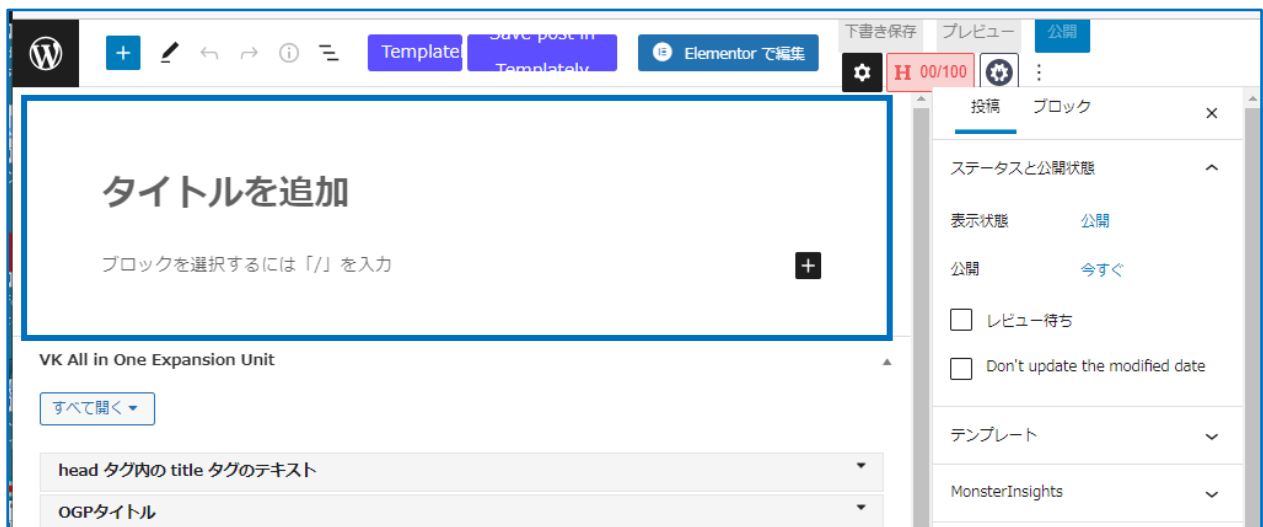 下書き保存 プレビュー 公開
Templatel
Save post in
Templately
Elementor で編集
H 00/100
投稿 ブロック
タイトルを追加
ブロックを選択するには「/」を入力
ステータスと公開状態
表示状態 公開
公開 今すぐ
レビュー待ち
Don't update the modified date
テンプレート
MonsterInsights
VK All in One Expansion Unit
すべて開く
head タグ内の title タグのテキスト
OGPタイトル